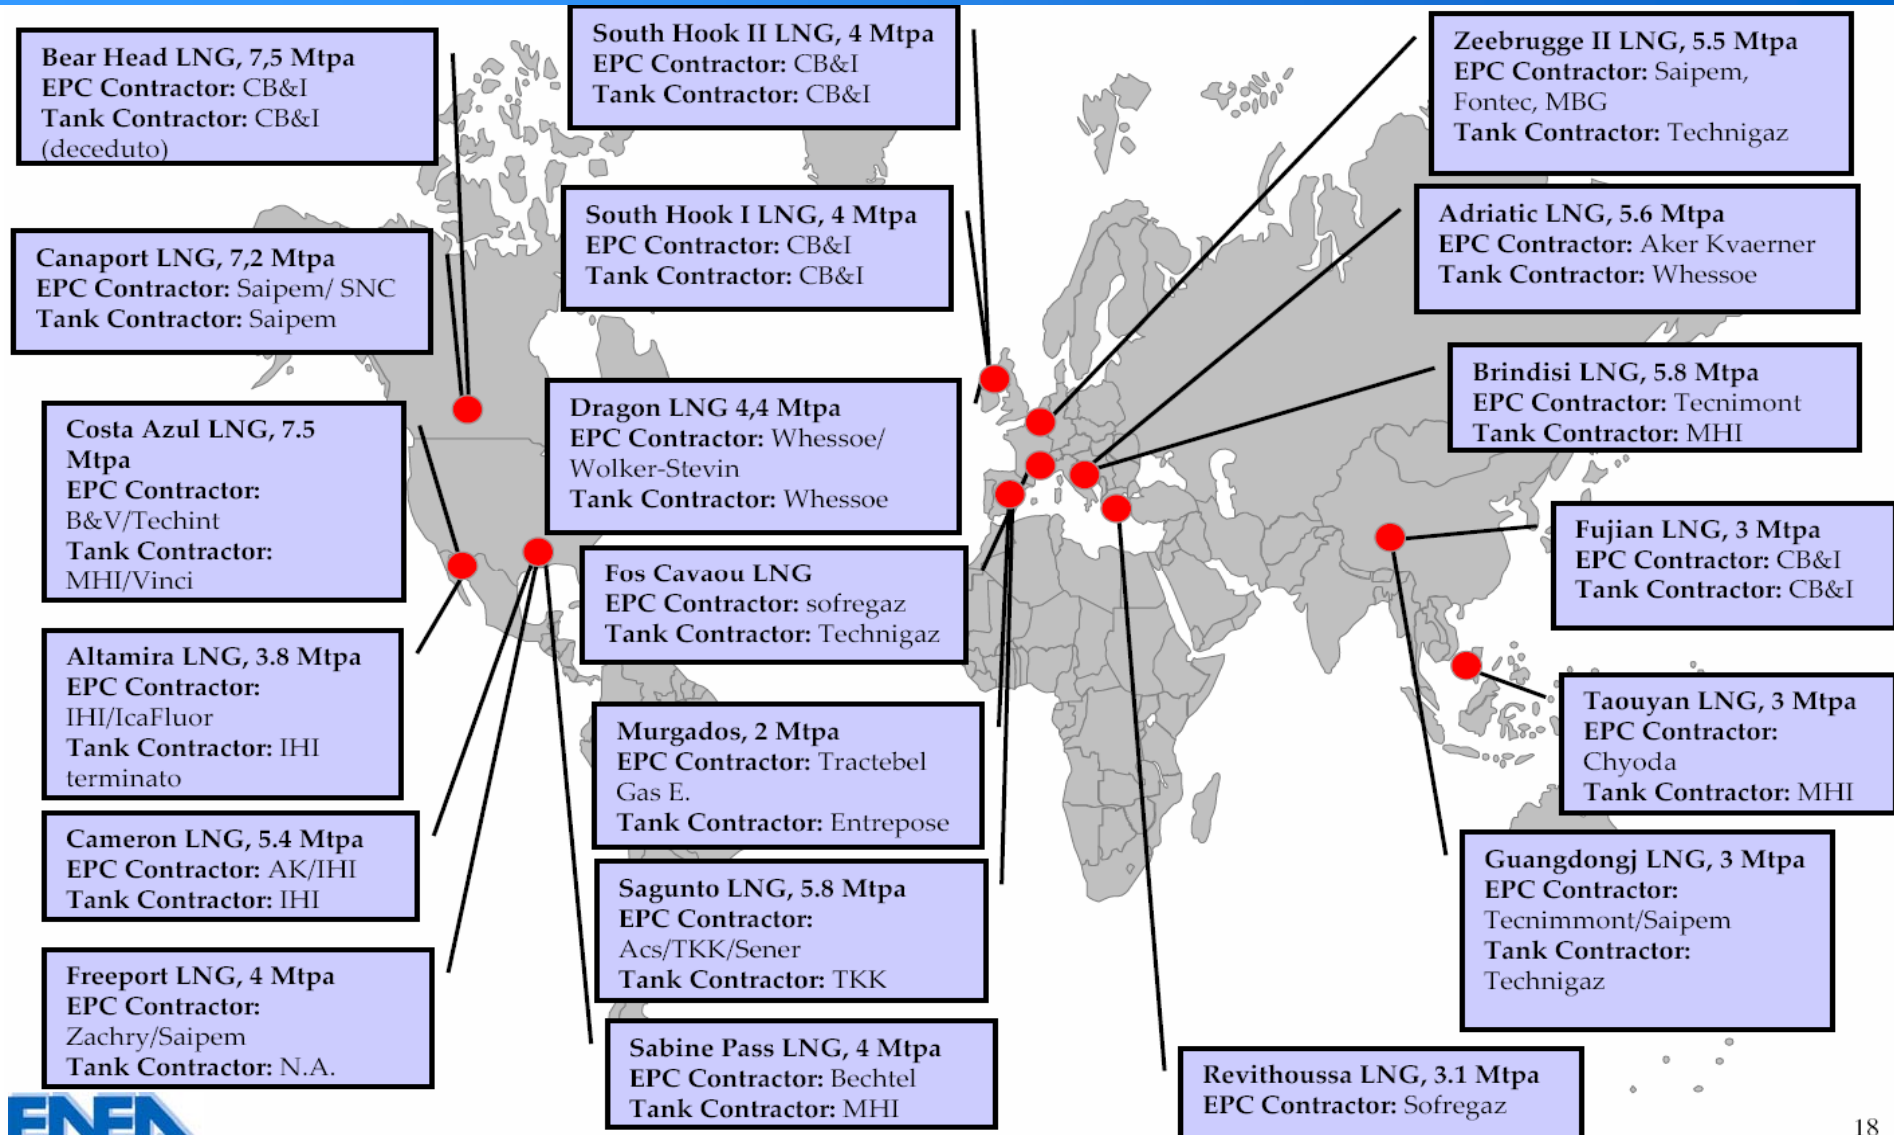 Bear Head LNG, 7,5 Mtpa
EPC Contractor: CB&I
Tank Contractor: CB&I
(deceduto)
South Hook II LNG, 4 Mtpa
EPC Contractor: CB&I
Tank Contractor: CB&I
Zeebrugge II LNG, 5.5 Mtpa
EPC Contractor: Saipem,
Fontec, MBG
Tank Contractor: Technigaz
South Hook I LNG, 4 Mtpa
EPC Contractor: CB&I
Tank Contractor: CB&I
Adriatic LNG, 5.6 Mtpa
EPC Contractor: Aker Kvaerner
Tank Contractor: Whessoe
Canaport LNG, 7,2 Mtpa
EPC Contractor: Saipem/ SNC
Tank Contractor: Saipem
Brindisi LNG, 5.8 Mtpa
EPC Contractor: Tecnimont
Tank Contractor: MHI
Dragon LNG 4,4 Mtpa
EPC Contractor: Whessoe/
Wolker-Stevin
Tank Contractor: Whessoe
Costa Azul LNG, 7.5
Mtpa
EPC Contractor:
B&V/Techint
Tank Contractor:
MHI/Vinci
Fujian LNG, 3 Mtpa
EPC Contractor: CB&I
Tank Contractor: CB&I
Fos Cavaou LNG
EPC Contractor: sofregaz
Tank Contractor: Technigaz
Altamira LNG, 3.8 Mtpa
EPC Contractor:
IHI/IcaFluor
Tank Contractor: IHI
terminato
Taouyan LNG, 3 Mtpa
EPC Contractor:
Chyoda
Tank Contractor: MHI
Murgados, 2 Mtpa
EPC Contractor: Tractebel
Gas E.
Tank Contractor: Entrepose
Cameron LNG, 5.4 Mtpa
EPC Contractor: AK/IHI
Tank Contractor: IHI
Guangdongj LNG, 3 Mtpa
EPC Contractor:
Tecnimmont/Saipem
Tank Contractor:
Technigaz
Sagunto LNG, 5.8 Mtpa
EPC Contractor:
Acs/TKK/Sener
Tank Contractor: TKK
Freeport LNG, 4 Mtpa
EPC Contractor:
Zachry/Saipem
Tank Contractor: N.A.
Sabine Pass LNG, 4 Mtpa
EPC Contractor: Bechtel
Tank Contractor: MHI
Revithoussa LNG, 3.1 Mtpa
EPC Contractor: Sofregaz
ENEA
18